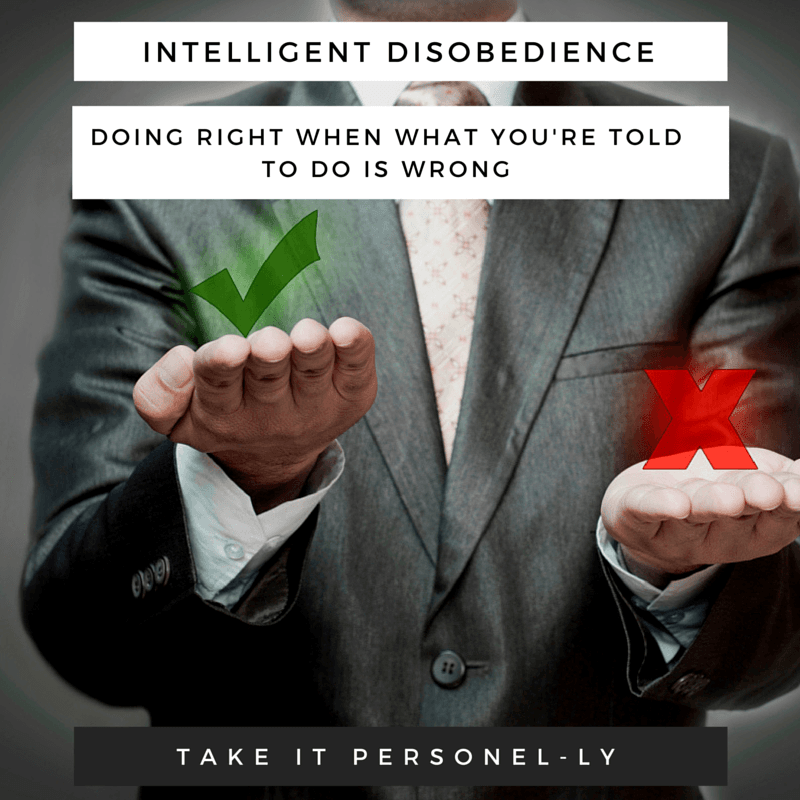 INTELLIGENT DISOBEDIENCE
DOING RIGHT WHEN WHAT YOU'RE TOLD
TO DO IS WRONG
TAKE IT PERSONEL-LY